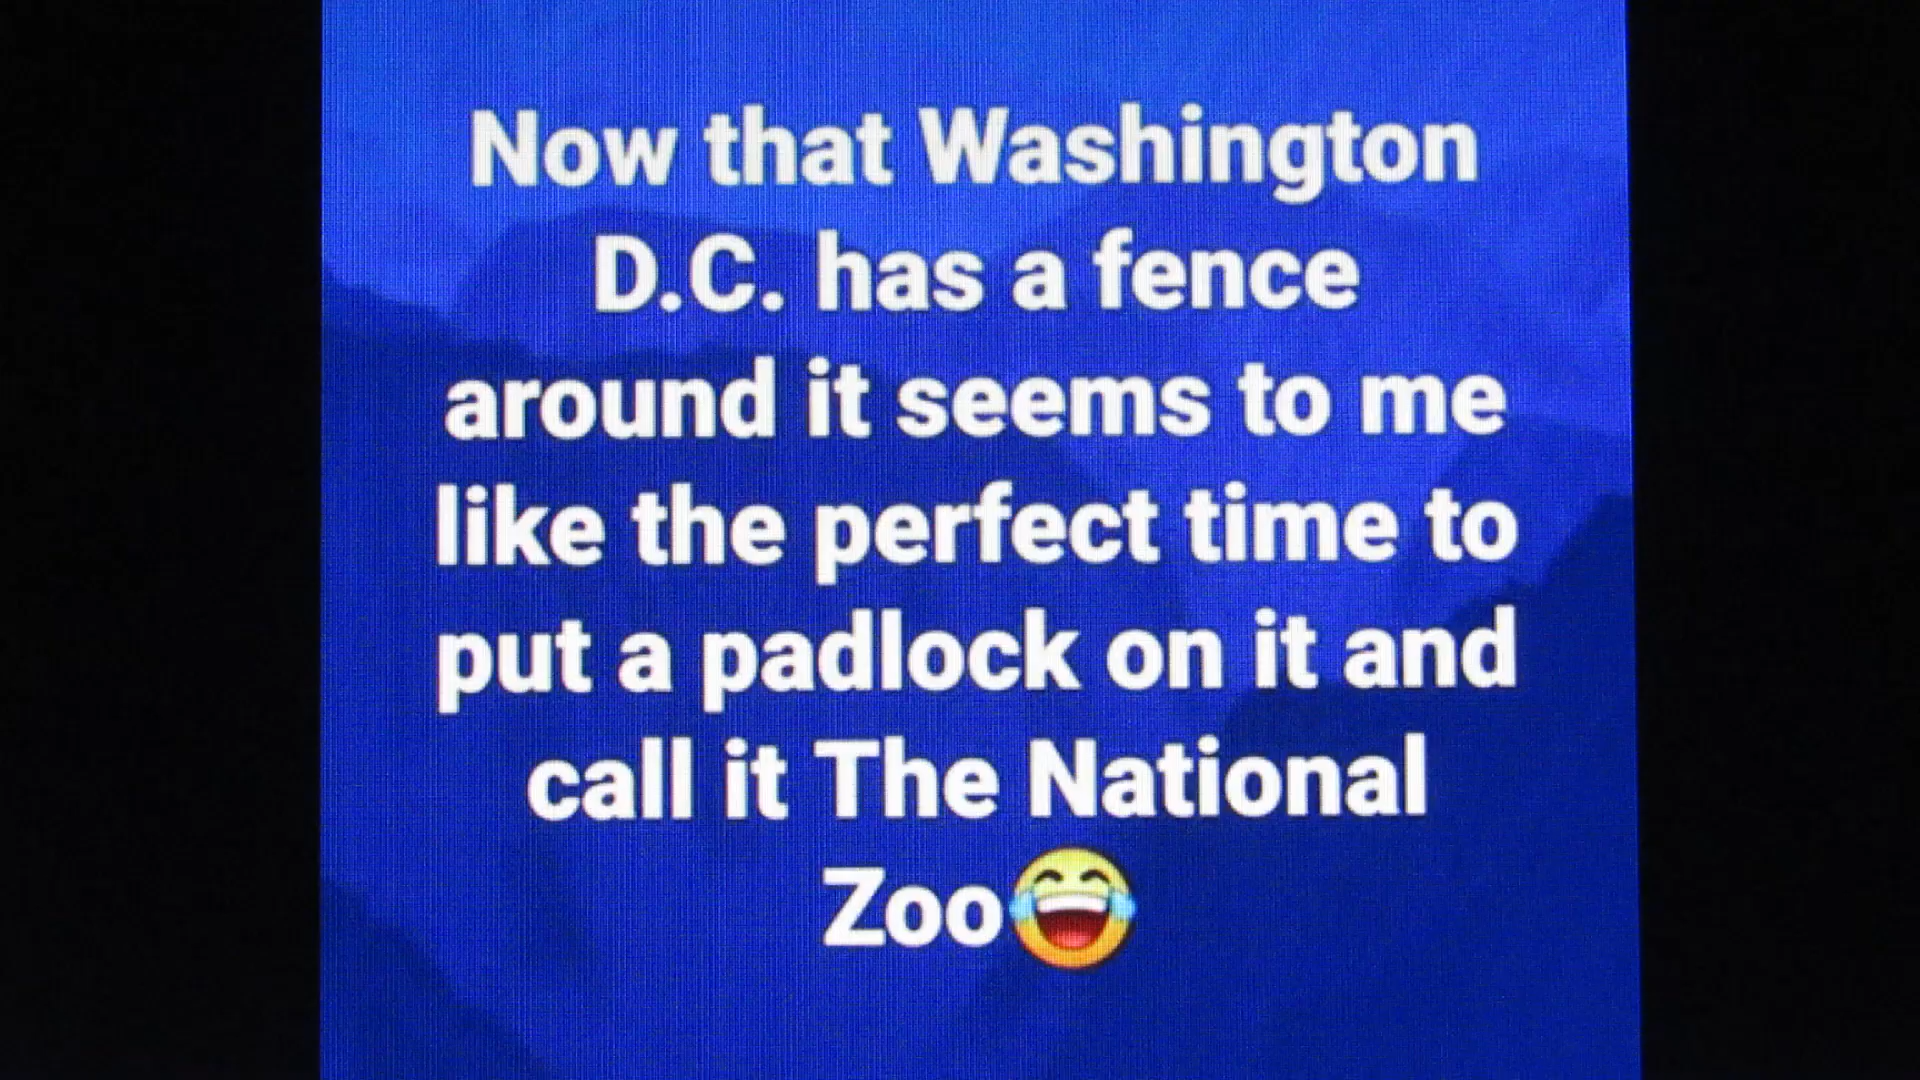 Now that Washington
D.C. has a fence
around it seems to me
like the perfect time to
put a padlock on it and
call it The National
Zoo😂